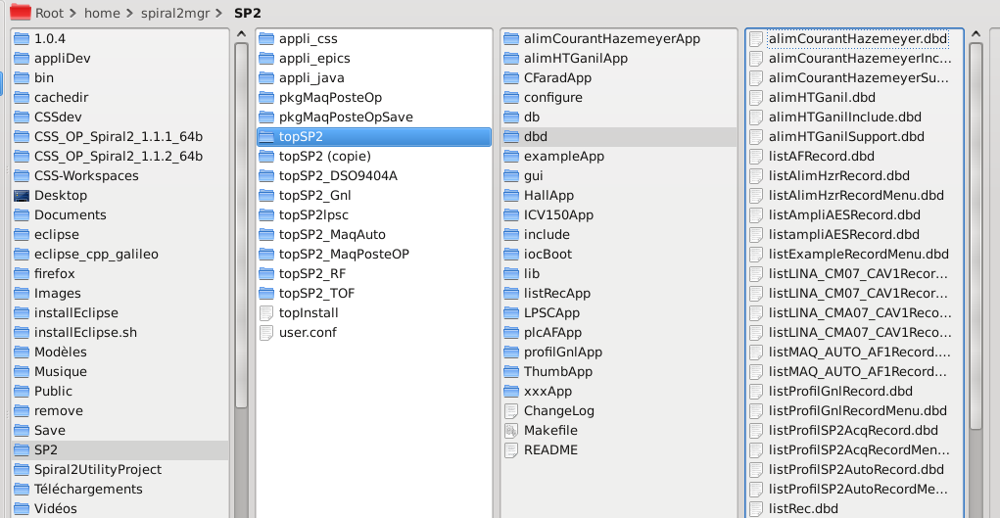 Root > home > spiral2mgr > SP2
1.0.4
appliDev
bin
cachedir
CSSdev
CSS_OP_Spiral2_1.1.1_64b
CSS_OP_Spiral2_1.1.2_64b
CSS-Workspaces
Desktop
Documents
eclipse
eclipse_cpp_galileo
firefox
Images
installEclipse
installEclipse.sh
Modèles
Musique
Public
remove
Save
SP2
Spiral2UtilityProject
Téléchargements
Vidéos
appli_css
appli_epics
appli_java
pkgMaqPosteOp
pkgMaqPosteOpSave
topSP2
topSP2 (copie)
topSP2_DSO9404A
topSP2_Gnl
topSP2Ipsc
topSP2_MaqAuto
topSP2_MaqPosteOP
topSP2_RF
topSP2_TOF
topInstall
user.conf
alimCourantHazemeyerApp
alimHTGanilApp
CFaradApp
configure
db
dbd
exampleApp
gui
HallApp
ICV150App
include
iocBoot
lib
listRecApp
LPSCApp
plcAFApp
profilGnlApp
ThumbApp
xxxApp
ChangeLog
Makefile
README
alimCourantHazemeyer.dbd
alimCourantHazemeyerInc...
alimCourantHazemeyerSu...
alimHTGanil.dbd
alimHTGanilInclude.dbd
alimHTGanilSupport.dbd
listAFRecord.dbd
listAlimHzrRecord.dbd
listAlimHzrRecordMenu.dbd
listAmpliAESRecord.dbd
listampliAESRecord.dbd
listExampleRecordMenu.dbd
listLINA_CM07_CAV1Recor...
listLINA_CM07_CAV1Reco...
listLINA_CMA07_CAV1Reco...
listLINA_CMA07_CAV1Reco...
listMAQ_AUTO_AF1Record....
listMAQ_AUTO_AF1Record...
listProfilGnlRecord.dbd
listProfilGnlRecordMenu.dbd
listProfilSP2AcqRecord.dbd
listProfilSP2AcqRecordMen...
listProfilSP2AutoRecord.dbd
listProfilSP2AutoRecordMe...
listRec.dbd